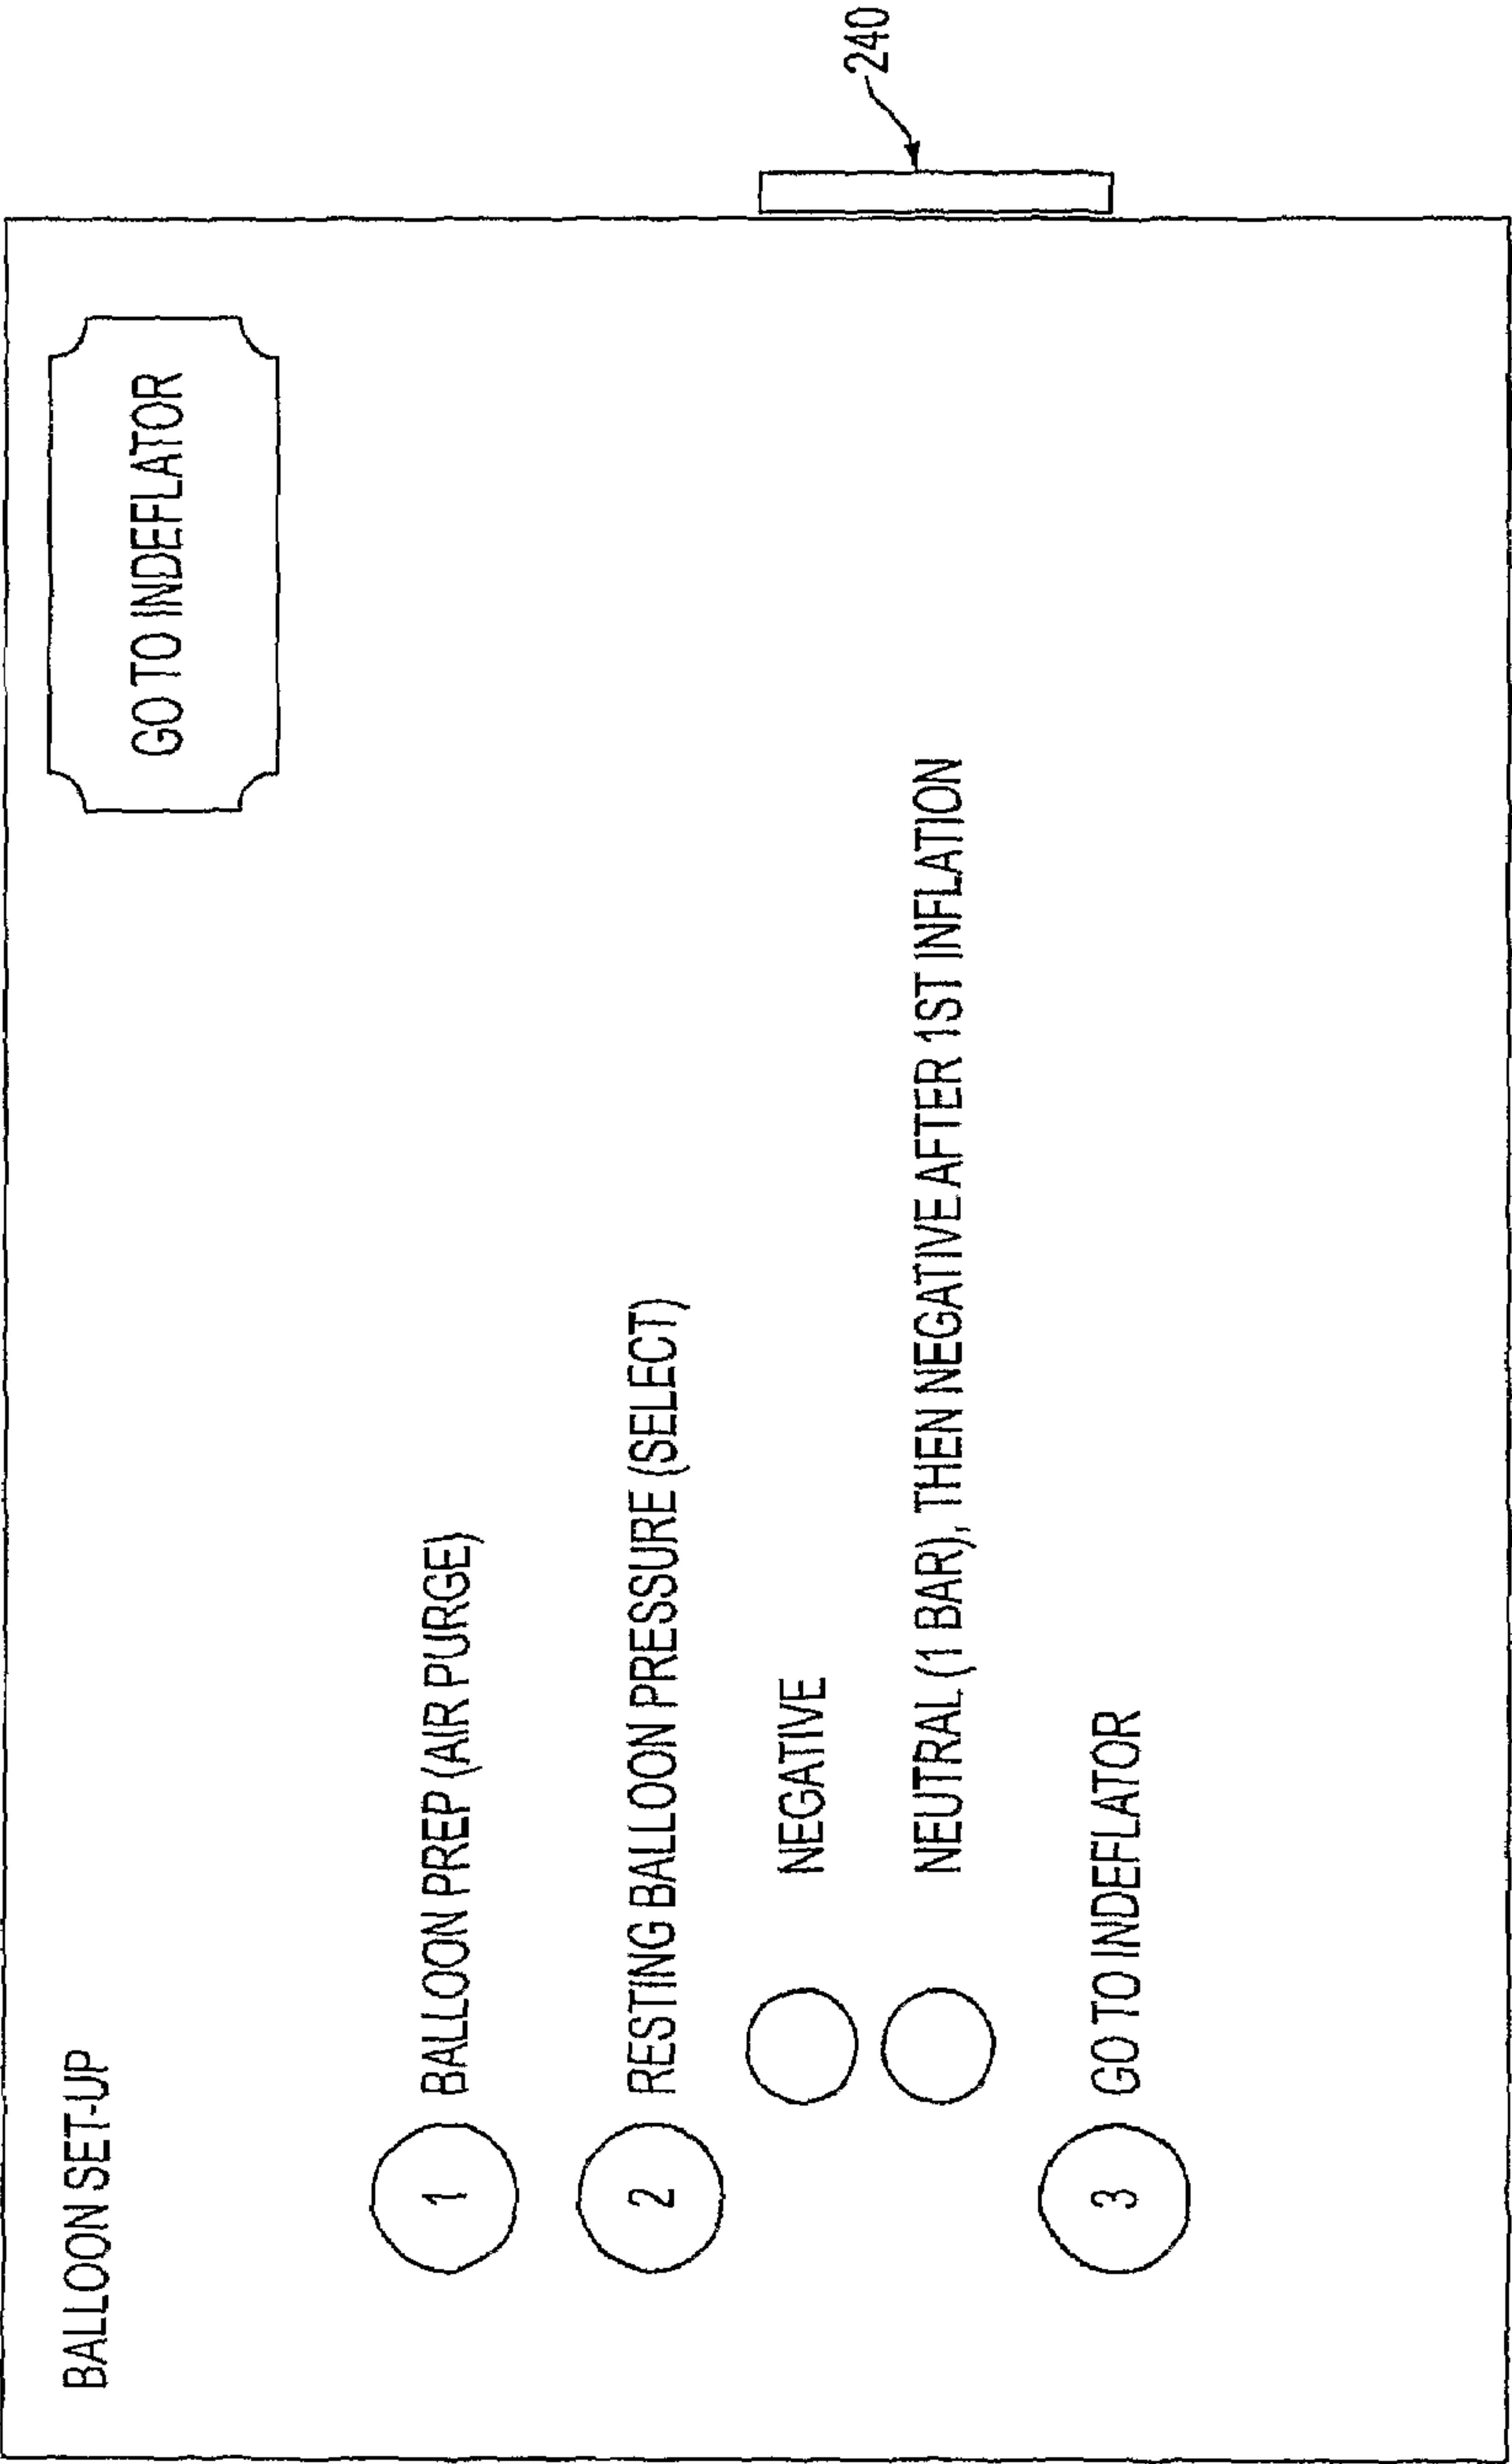 BALLOON SET-UP
GO TO INDEFLATOR
1 BALLOON PREP (AIR PURGE)
2 RESTING BALLOON PRESSURE (SELECT)
NEGATIVE
NEUTRAL (1 BAR), THEN NEGATIVE AFTER 1ST INFLATION
3 GO TO INDEFLATOR
240